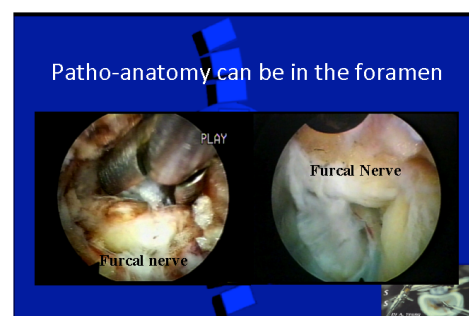 Patho-anatomy can be in the foramen
PLAY
Furcal Nerve
Furcal nerve